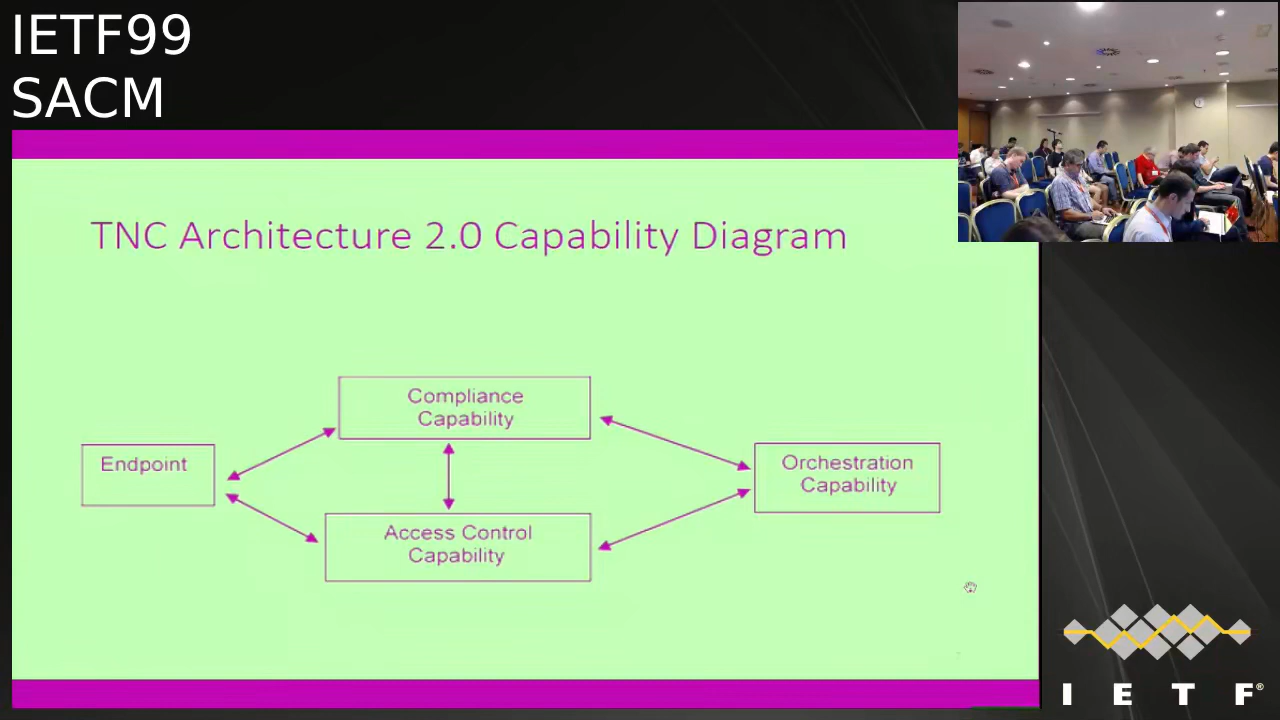 IETF99
SACM
TNC Architecture 2.0 Capability Diagram
Compliance
Capability
Endpoint
Orchestration
Capability
Access Control
Capability
I E T F®